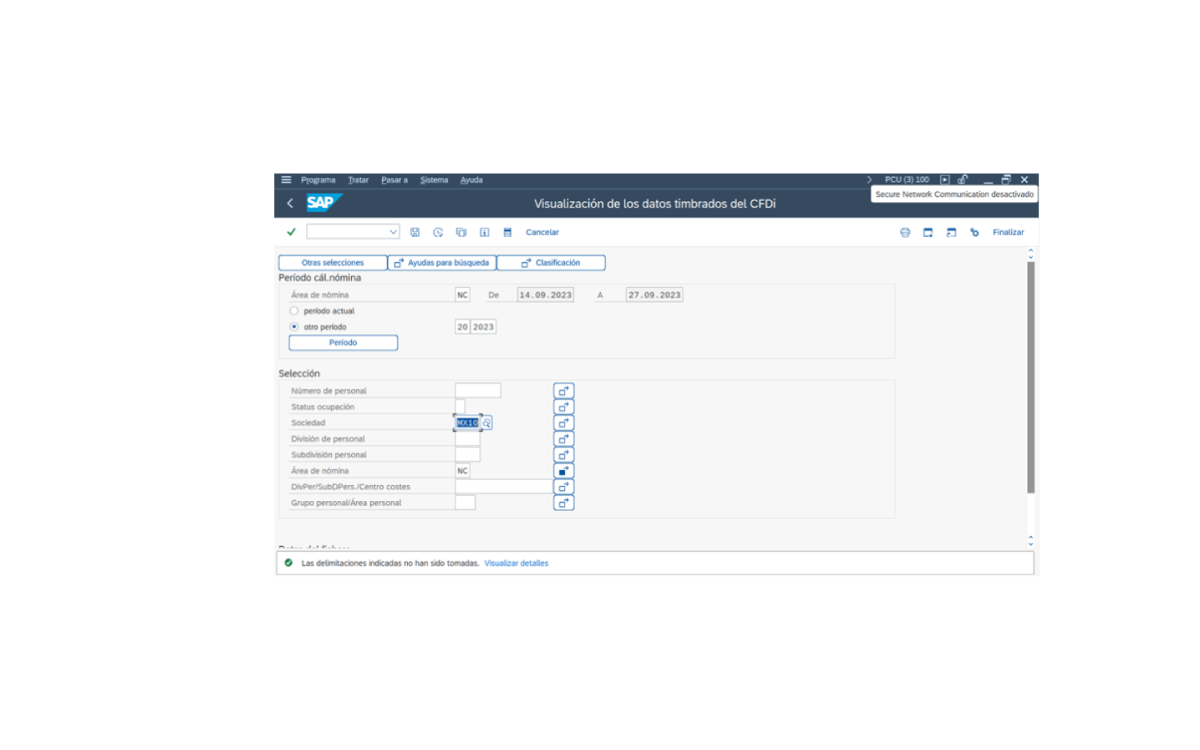 Programa Tratar Pasar a Sistema Ayuda PCU (3) 100
SAP Visualización de los datos timbrados del CFDi
Secure Network Communication desactivado
Cancelar Finalizar
Otras selecciones Ayudas para búsqueda Clasificación
Período cál.nómina
Área de nómina NC De 14.09.2023 A 27.09.2023
período actual
otro período 20 2023
Período
Selección
Número de personal
Status ocupación
Sociedad MX10
División de personal
Subdivisión personal
Área de nómina NC
DivPer/SubDPers./Centro costes
Grupo personal/Área personal
Datos del fichero
Las delimitaciones indicadas no han sido tomadas. Visualizar detalles